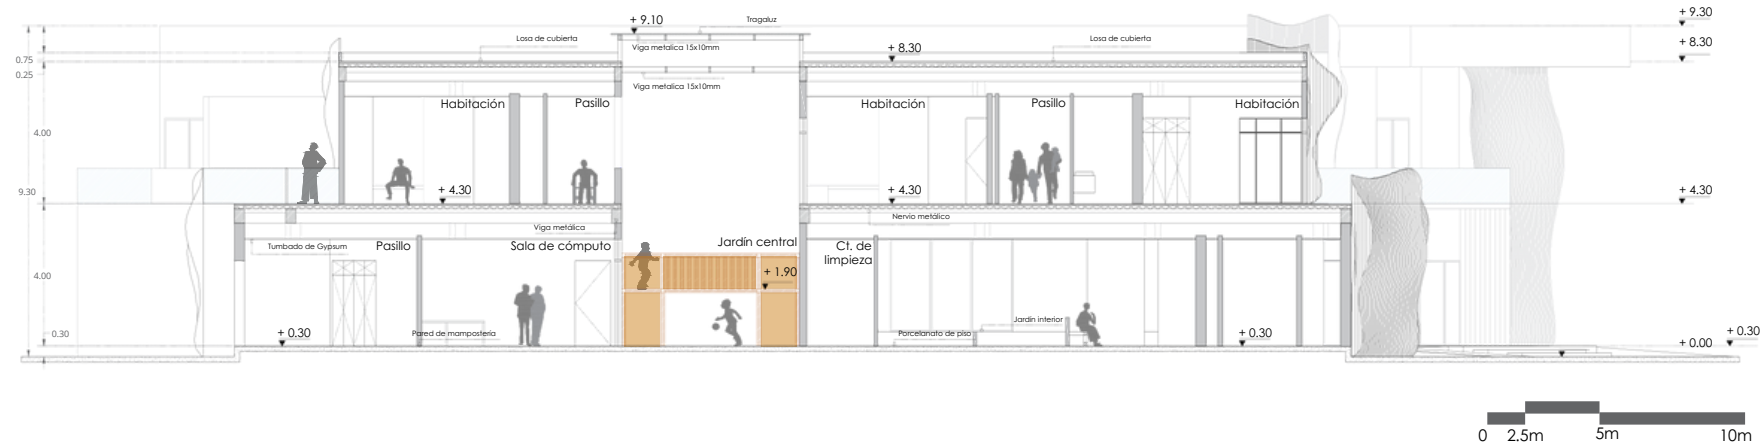 + 9.10
Tragaluz
+ 9.30
Losa de cubierta
Viga metalica 15x10mm
+ 8.30
Losa de cubierta
+ 8.30
0.75
0.25
Viga metalica 15x10mm
Habitación
Pasillo
Habitación
Pasillo
Habitación
4.00
9.30
+ 4.30
+ 4.30
+ 4.30
Viga metálica
Nervio metálico
Tumbado de Gypsum
Pasillo
Sala de cómputo
Jardín central
Ct. de
limpieza
4.00
+ 1.90
0.30
+ 0.30
Pared de mampostería
Porcelanato de piso
Jardín interior
+ 0.30
+ 0.30
+ 0.00
0
2.5m
5m
10m